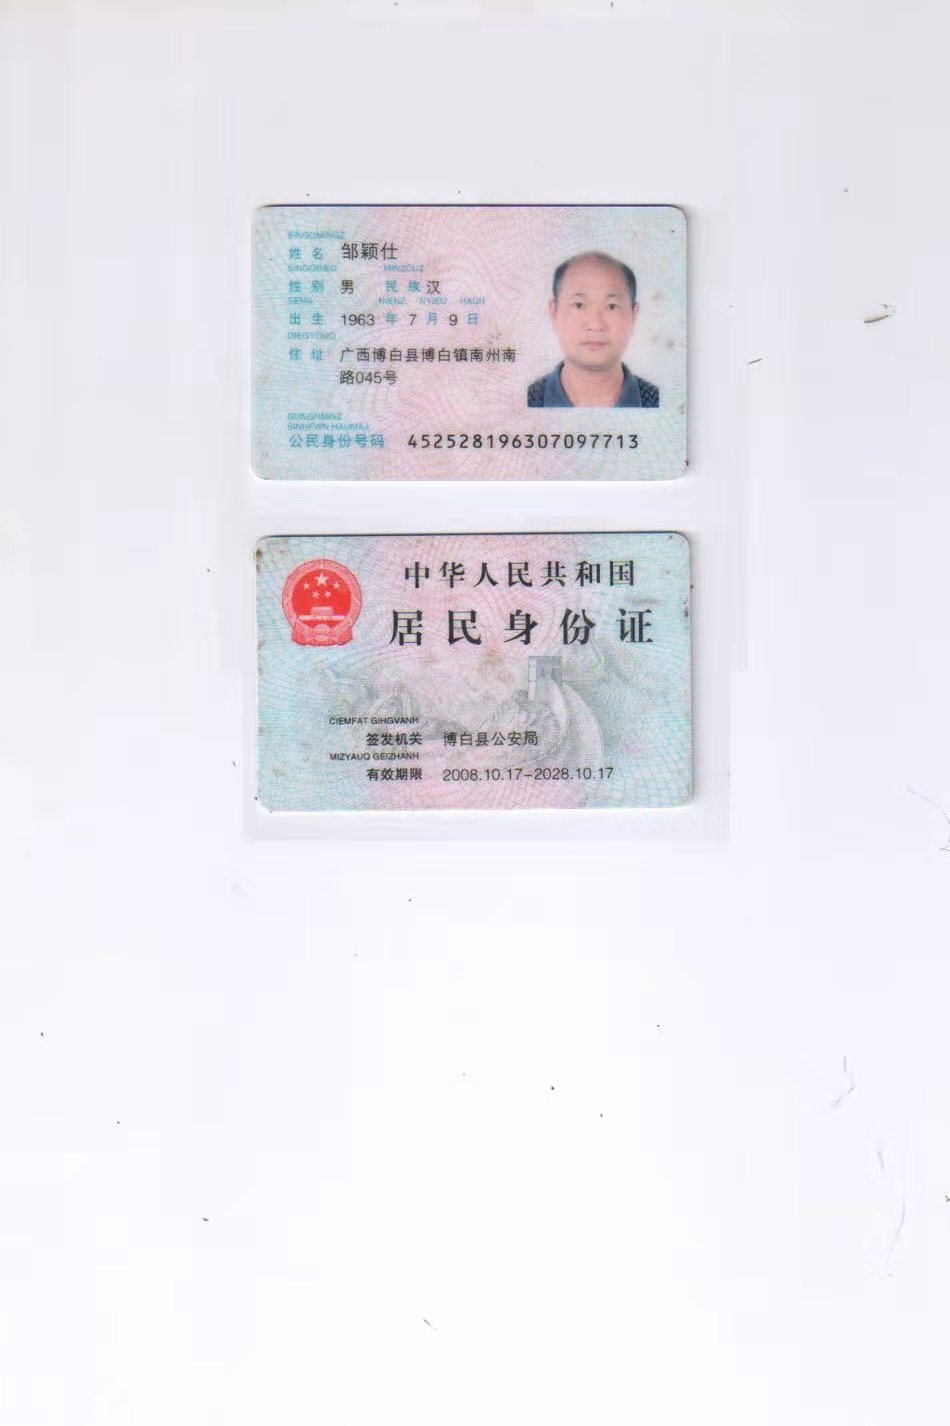 SINGQMINGZ
姓名 邹颖仕
SINGQBIED MINZCUZ
性别 男 民族 汉
SENG NIENZ NYIED HAUH
出生 1963 年 7 月 9 日
DIEGYOUQ
住址 广西博白县博白镇南州南
路045号
GUNGHMINZ
SINHFWN HAUMAJ
公民身份号码 452528196307097713
中华人民共和国
居民身份证
CIEMFAT GIHGVANH
签发机关 博白县公安局
MIZYAUQ GEIZHANH
有效期限 2008.10.17-2028.10.17